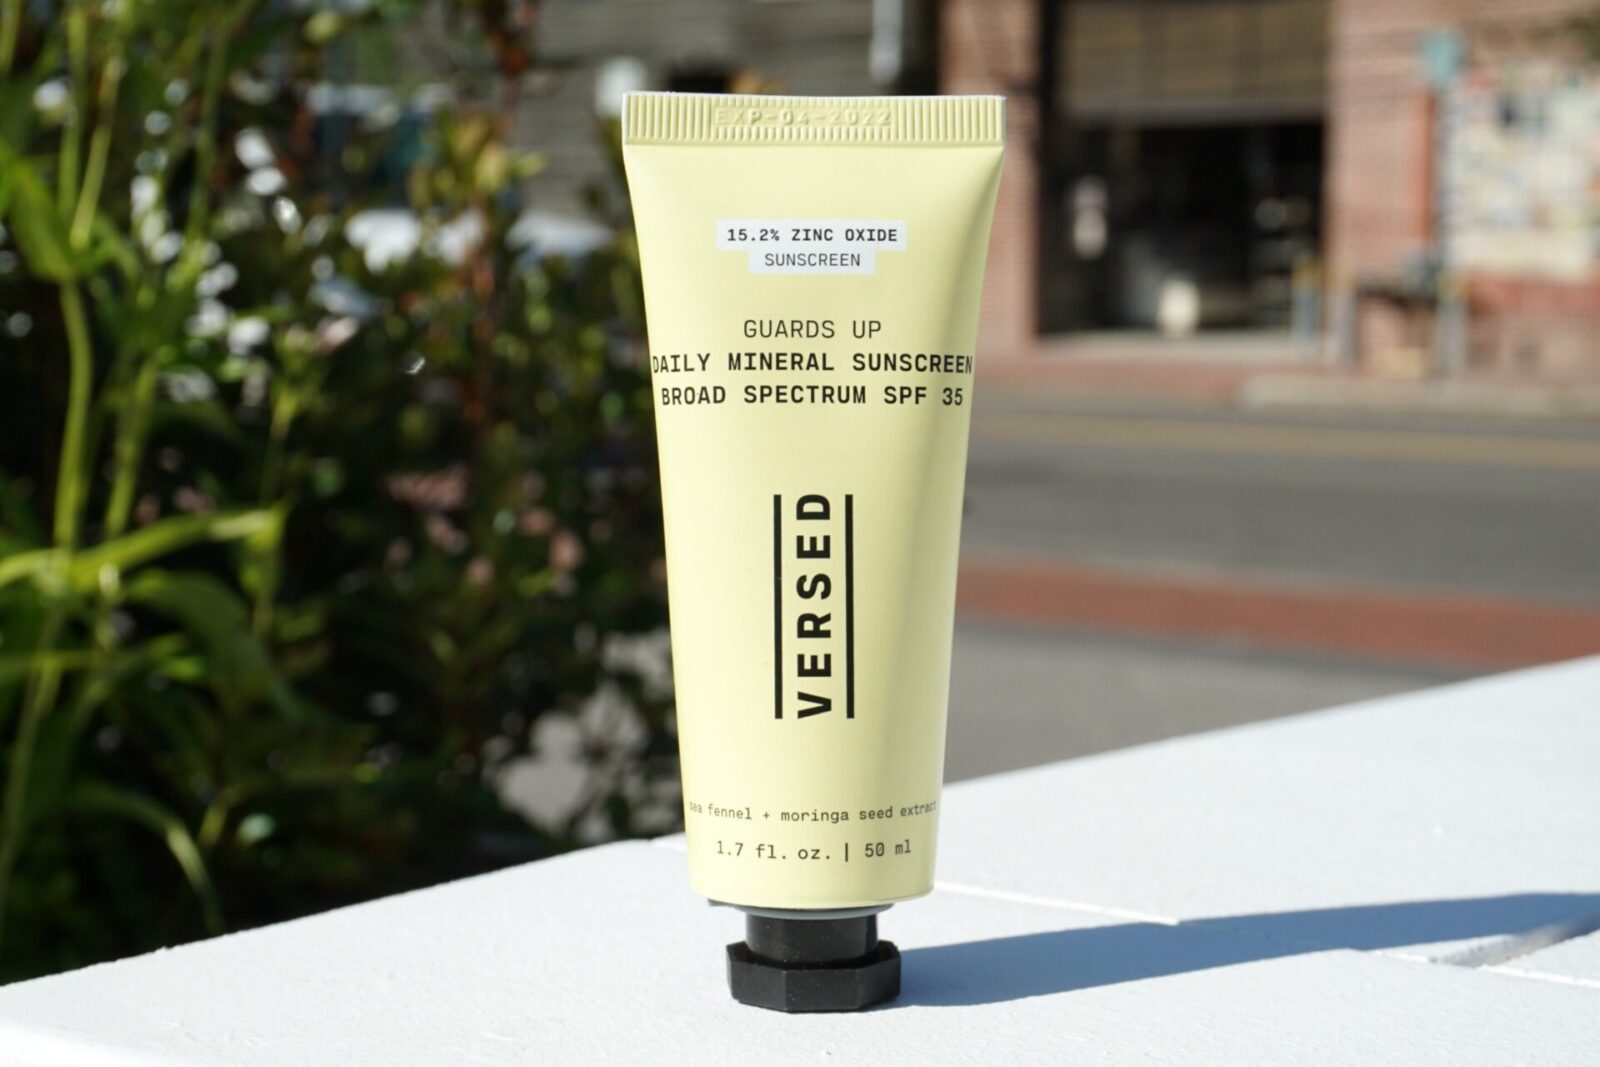 EXP-04-2022
15.2% ZINC OXIDE
SUNSCREEN
GUARDS UP
DAILY MINERAL SUNSCREEN
BROAD SPECTRUM SPF 35
VERSED
sea fennel + moringa seed extract
1.7 fl. oz. | 50 ml